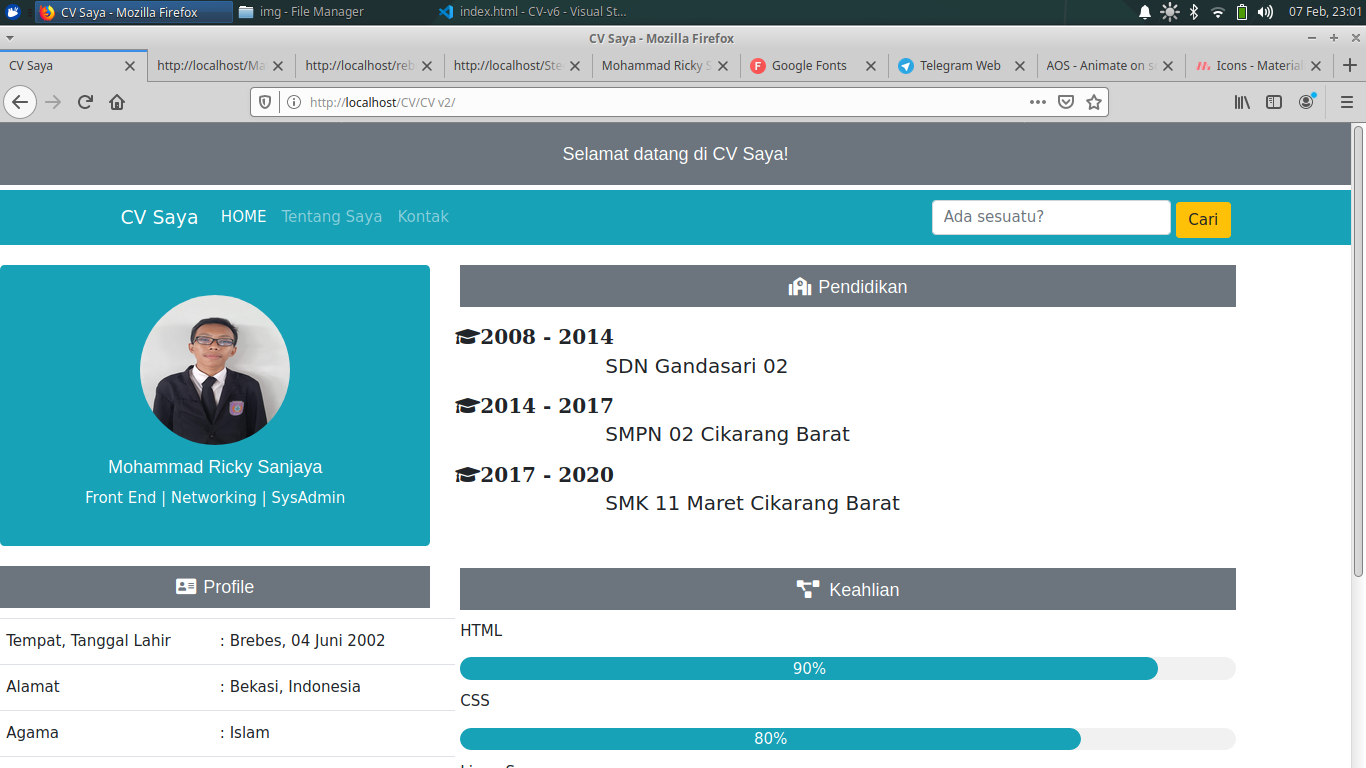 CV Saya - Mozilla Firefox
img - File Manager
index.html - CV-v6 - Visual St...
07 Feb, 23:01
CV Saya - Mozilla Firefox
CV Saya
http://localhost/Ma
http://localhost/reb
http://localhost/Ste
Mohammad Ricky S
Google Fonts
Telegram Web
AOS - Animate on sc
Icons - Material
http://localhost/CV/CV v2/
Selamat datang di CV Saya!
CV Saya HOME Tentang Saya Kontak
Ada sesuatu? Cari
Mohammad Ricky Sanjaya
Front End | Networking | SysAdmin
Profile
Tempat, Tanggal Lahir : Brebes, 04 Juni 2002
Alamat : Bekasi, Indonesia
Agama : Islam
Pendidikan
2008 - 2014
SDN Gandasari 02
2014 - 2017
SMPN 02 Cikarang Barat
2017 - 2020
SMK 11 Maret Cikarang Barat
Keahlian
HTML
90%
CSS
80%